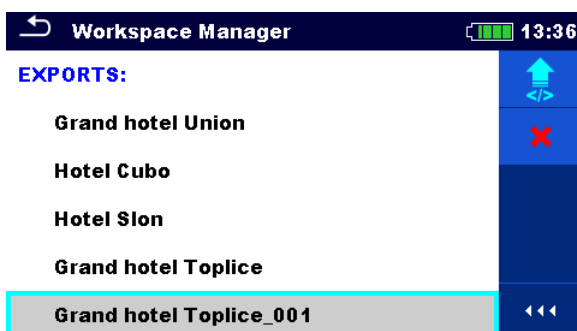 Workspace Manager 13:36
EXPORTS:
</>
Grand hotel Union
Hotel Cubo
Hotel Slon
Grand hotel Toplice
Grand hotel Toplice_001